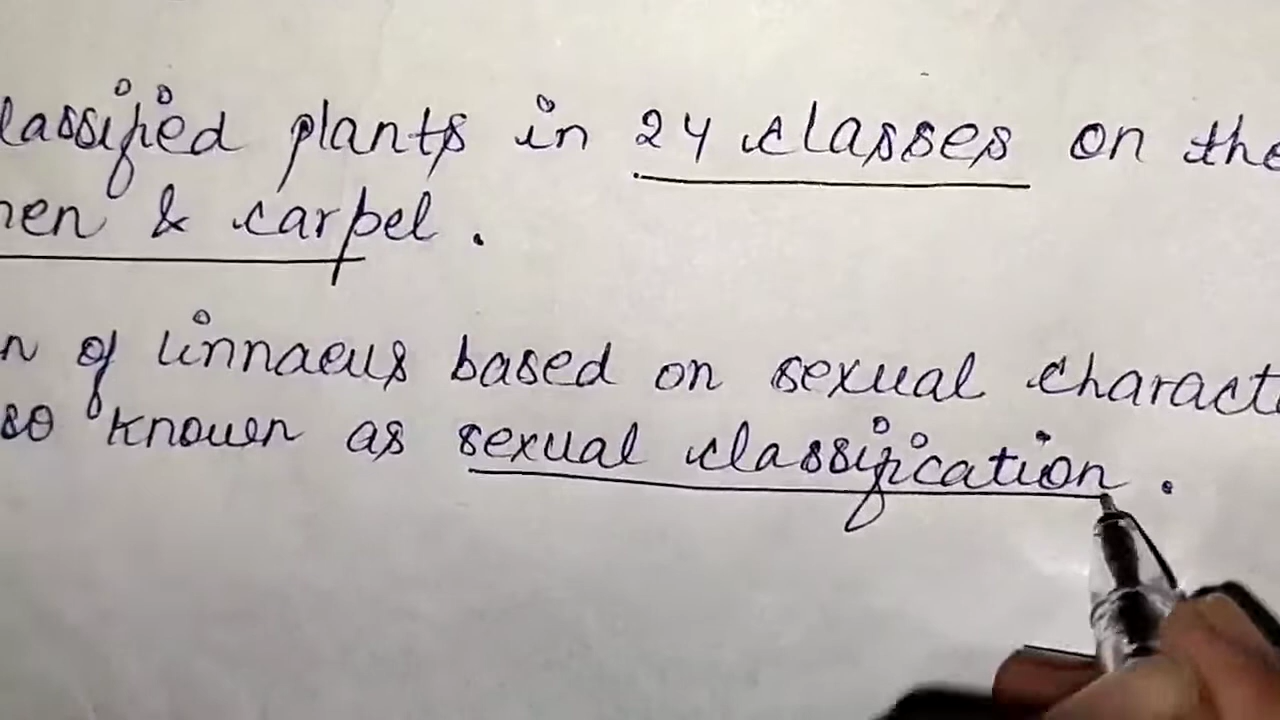 lassified plants in 24 classes on the
men & carpel.
n of linnaeus based on sexual charact
so known as sexual classification.